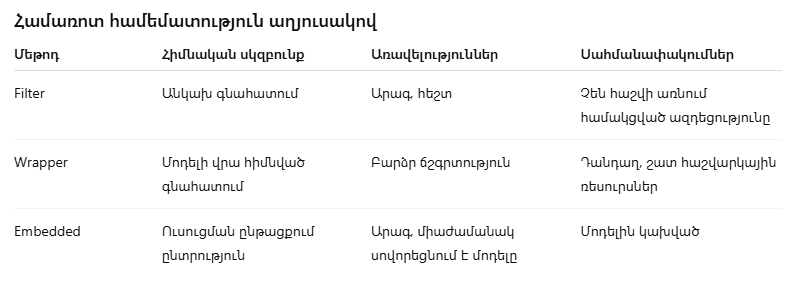 Համառոտ համեմատություն աղյուսակով
Մեթոդ Հիմնական սկզբունք Առավելություններ Սահմանափակումներ
Filter Անկախ գնահատում Արագ, հեշտ Չեն հաշվի առնում
համակցված ազդեցությունը
Wrapper Մոդելի վրա հիմնված Բարձր ճշգրտություն Դանդաղ, շատ հաշվարկային
գնահատում ռեսուրսներ
Embedded Ուսուցման ընթացքում Արագ, միաժամանակ Մոդելին կախված
ընտրություն սովորեցնում է մոդելը